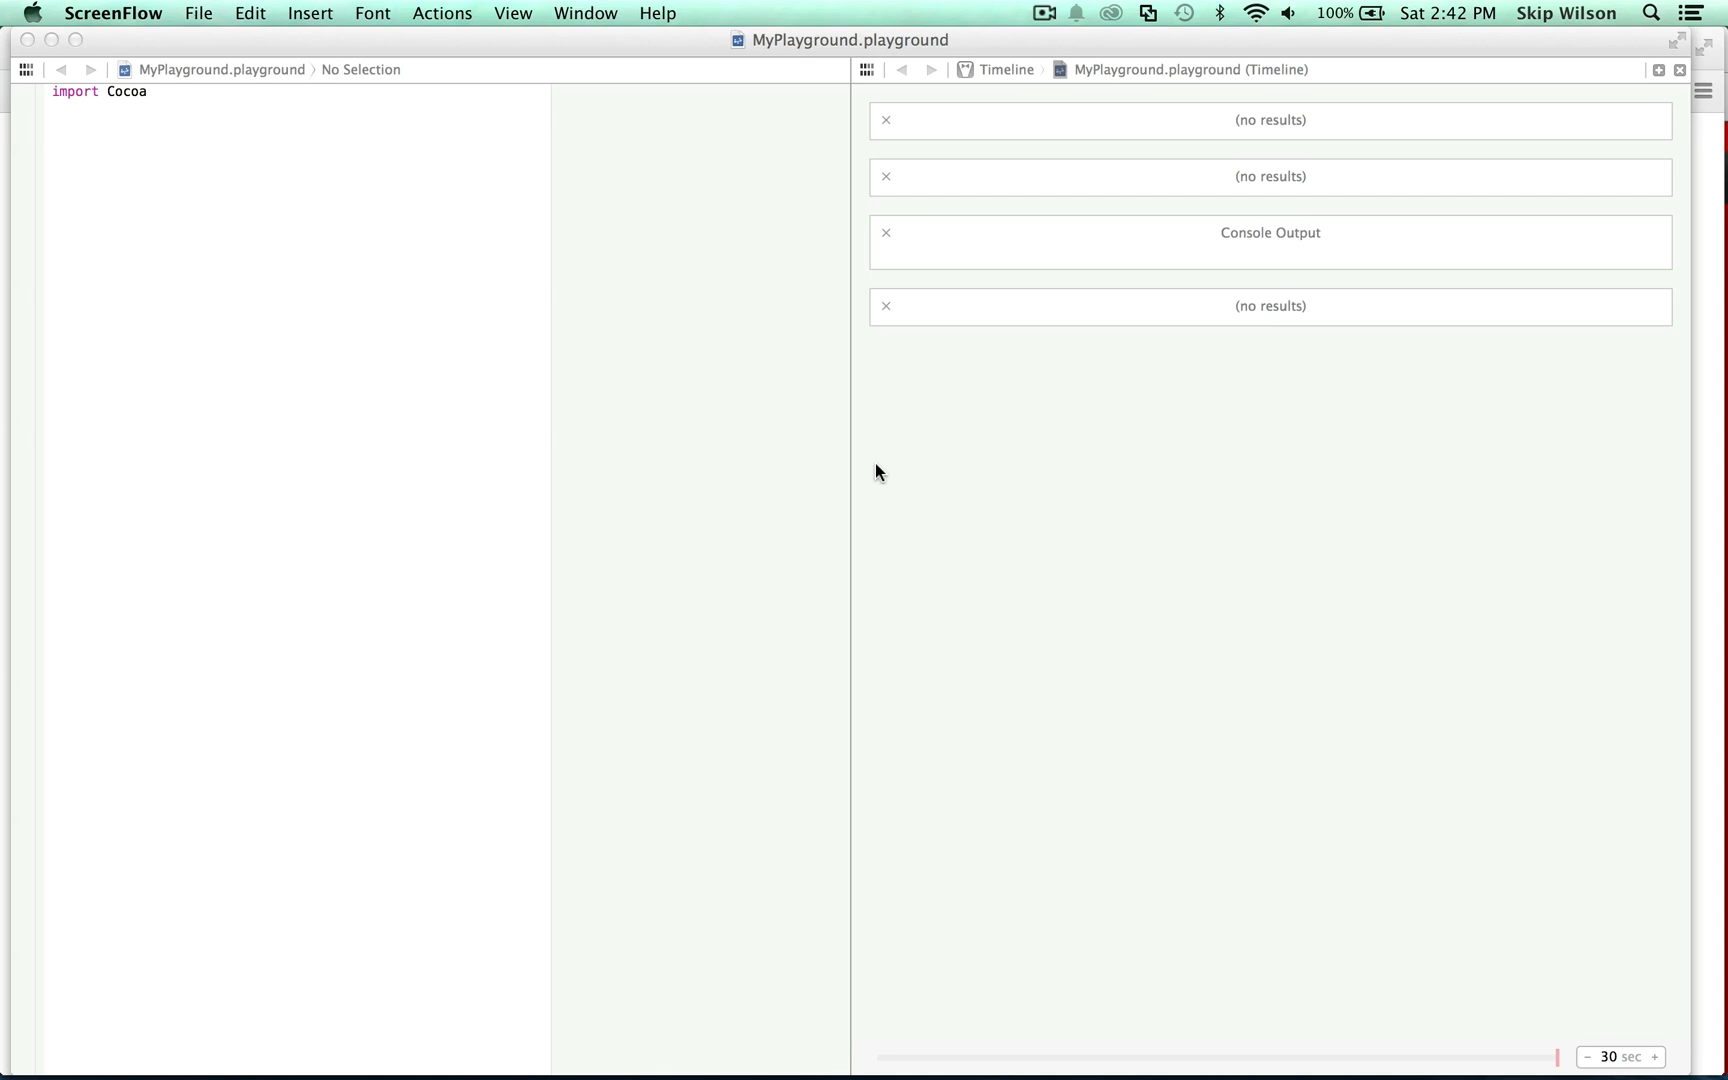 ScreenFlow File Edit Insert Font Actions View Window Help 100% Sat 2:42 PM Skip Wilson
MyPlayground.playground
MyPlayground.playground No Selection
Timeline MyPlayground.playground (Timeline)
import Cocoa
(no results)
(no results)
Console Output
(no results)
30 sec